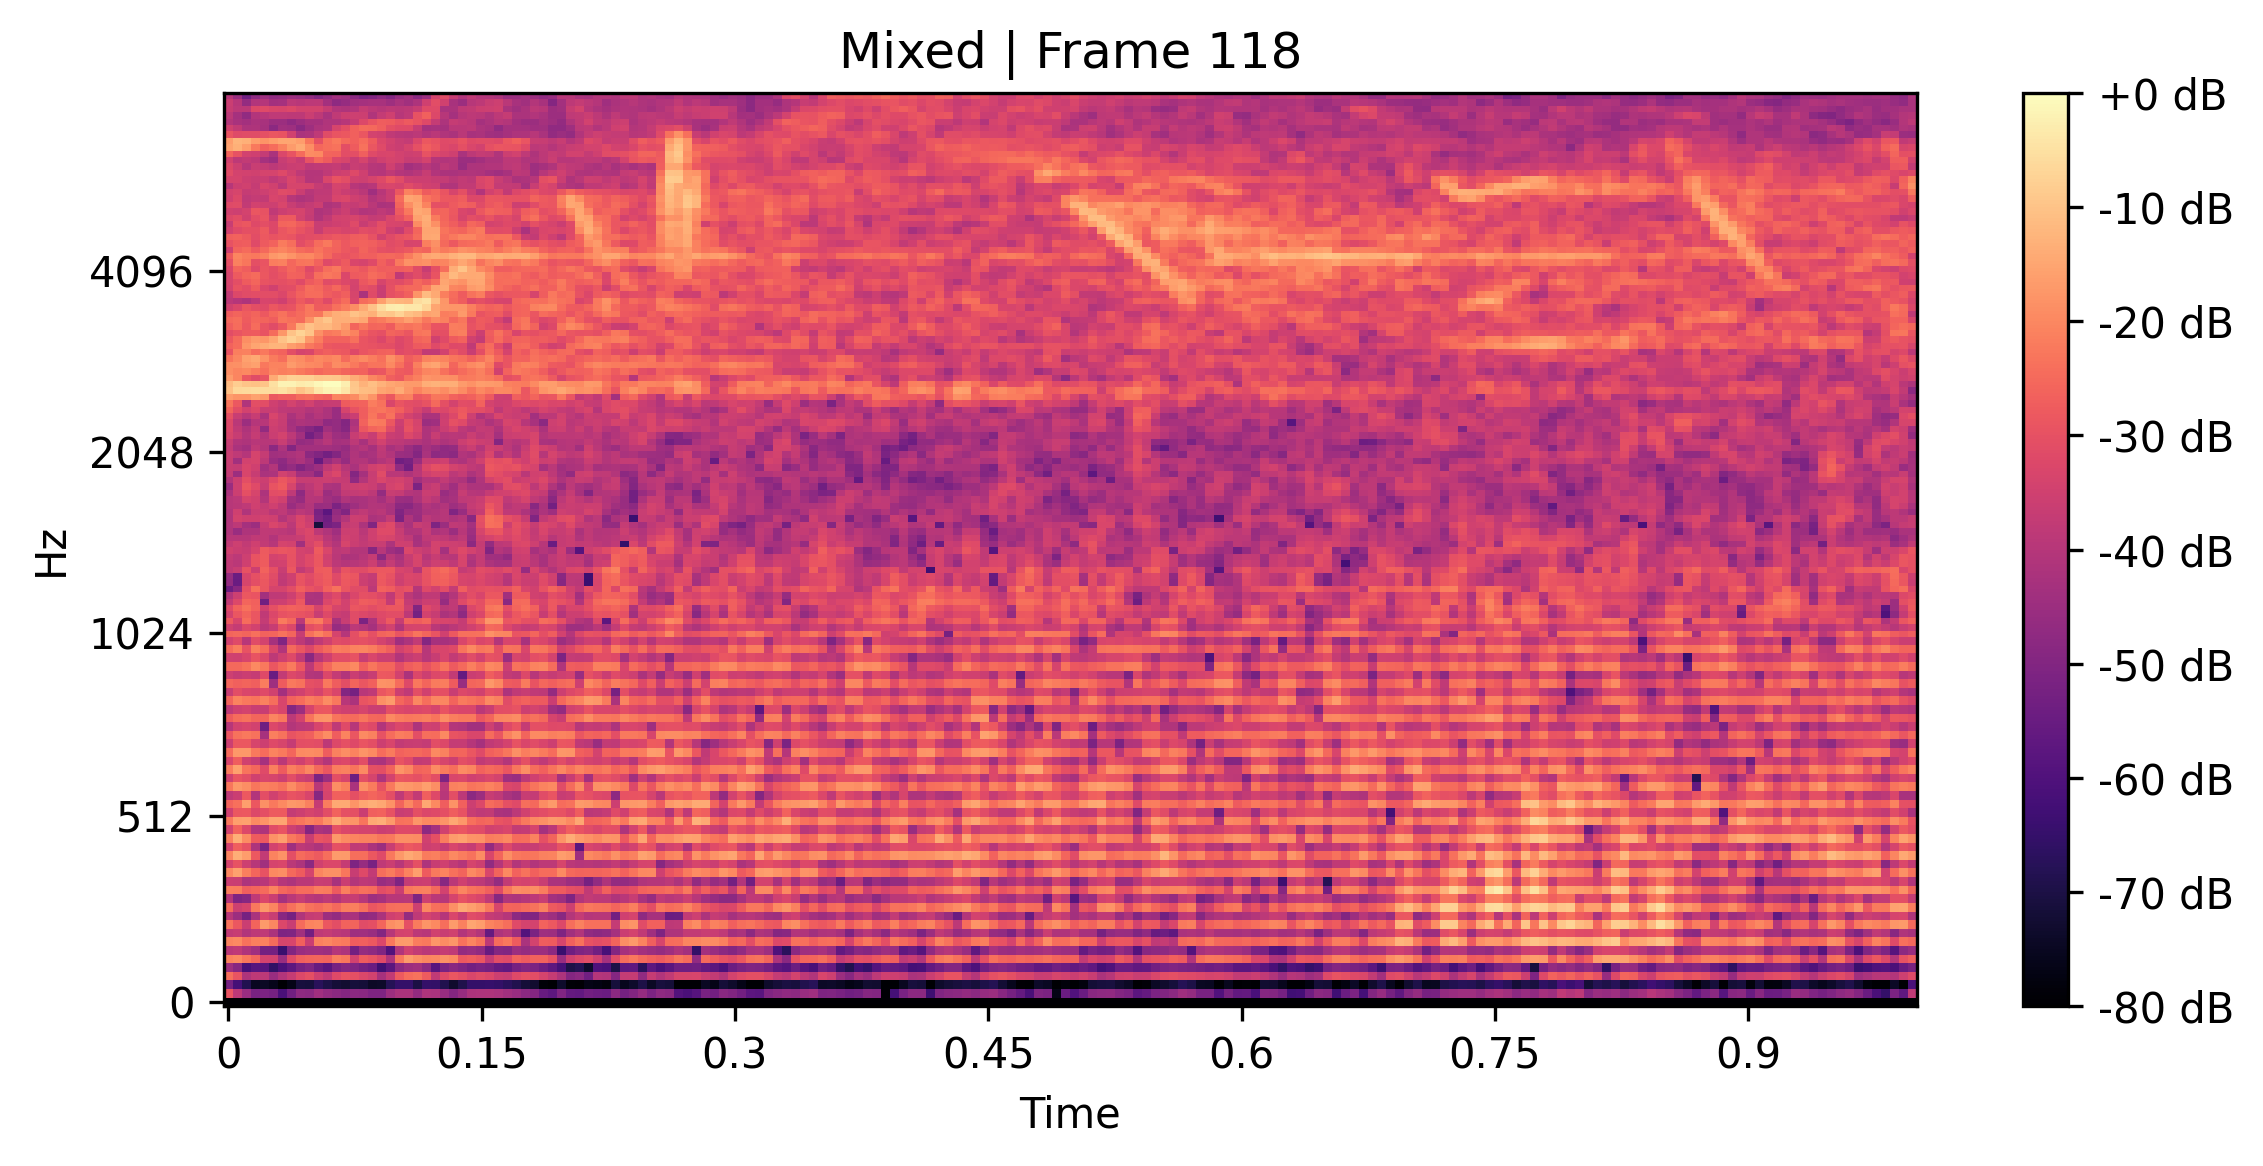 Mixed | Frame 118
+0 dB
-10 dB
-20 dB
-30 dB
-40 dB
-50 dB
-60 dB
-70 dB
-80 dB
4096
2048
1024
512
0
Hz
0 0.15 0.3 0.45 0.6 0.75 0.9
Time